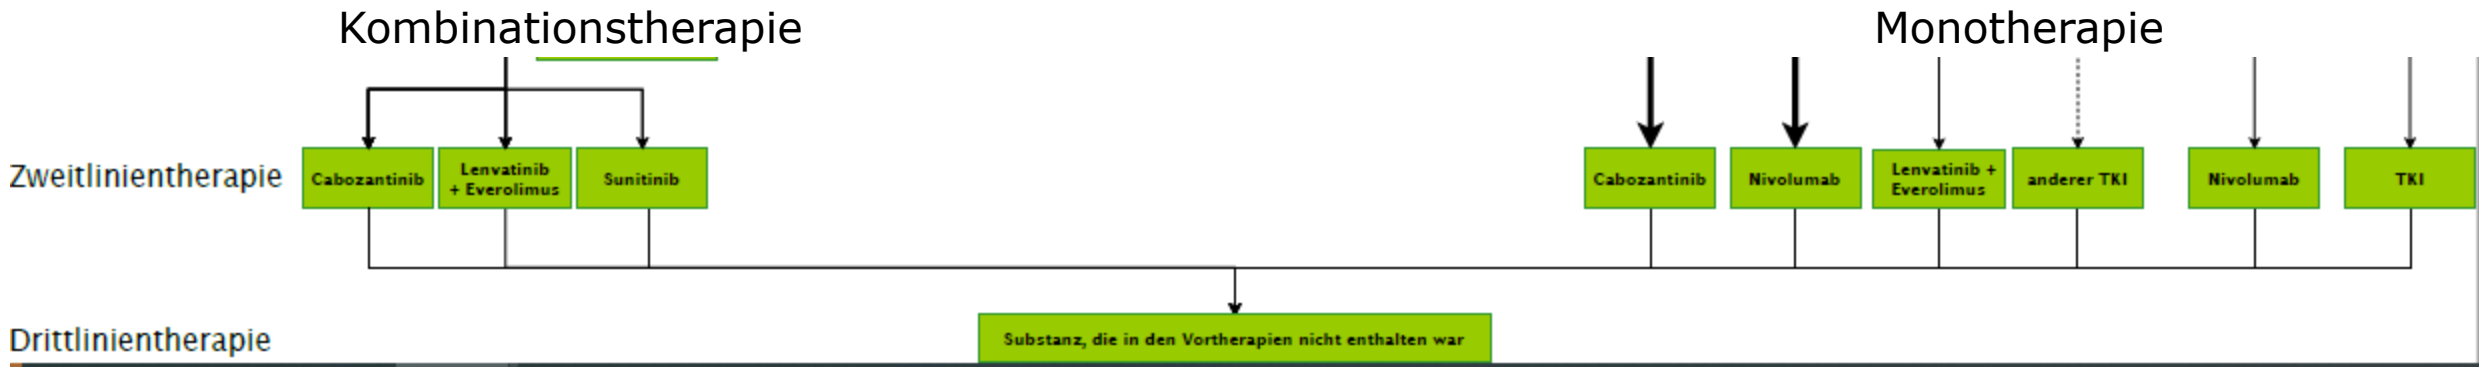 Kombinationstherapie
Monotherapie
Zweitlinientherapie
Cabozantinib
Lenvatinib
+ Everolimus
Sunitinib
Cabozantinib
Nivolumab
Lenvatinib +
Everolimus
anderer TKI
Nivolumab
TKI
Drittlinientherapie
Substanz, die in den Vortherapien nicht enthalten war